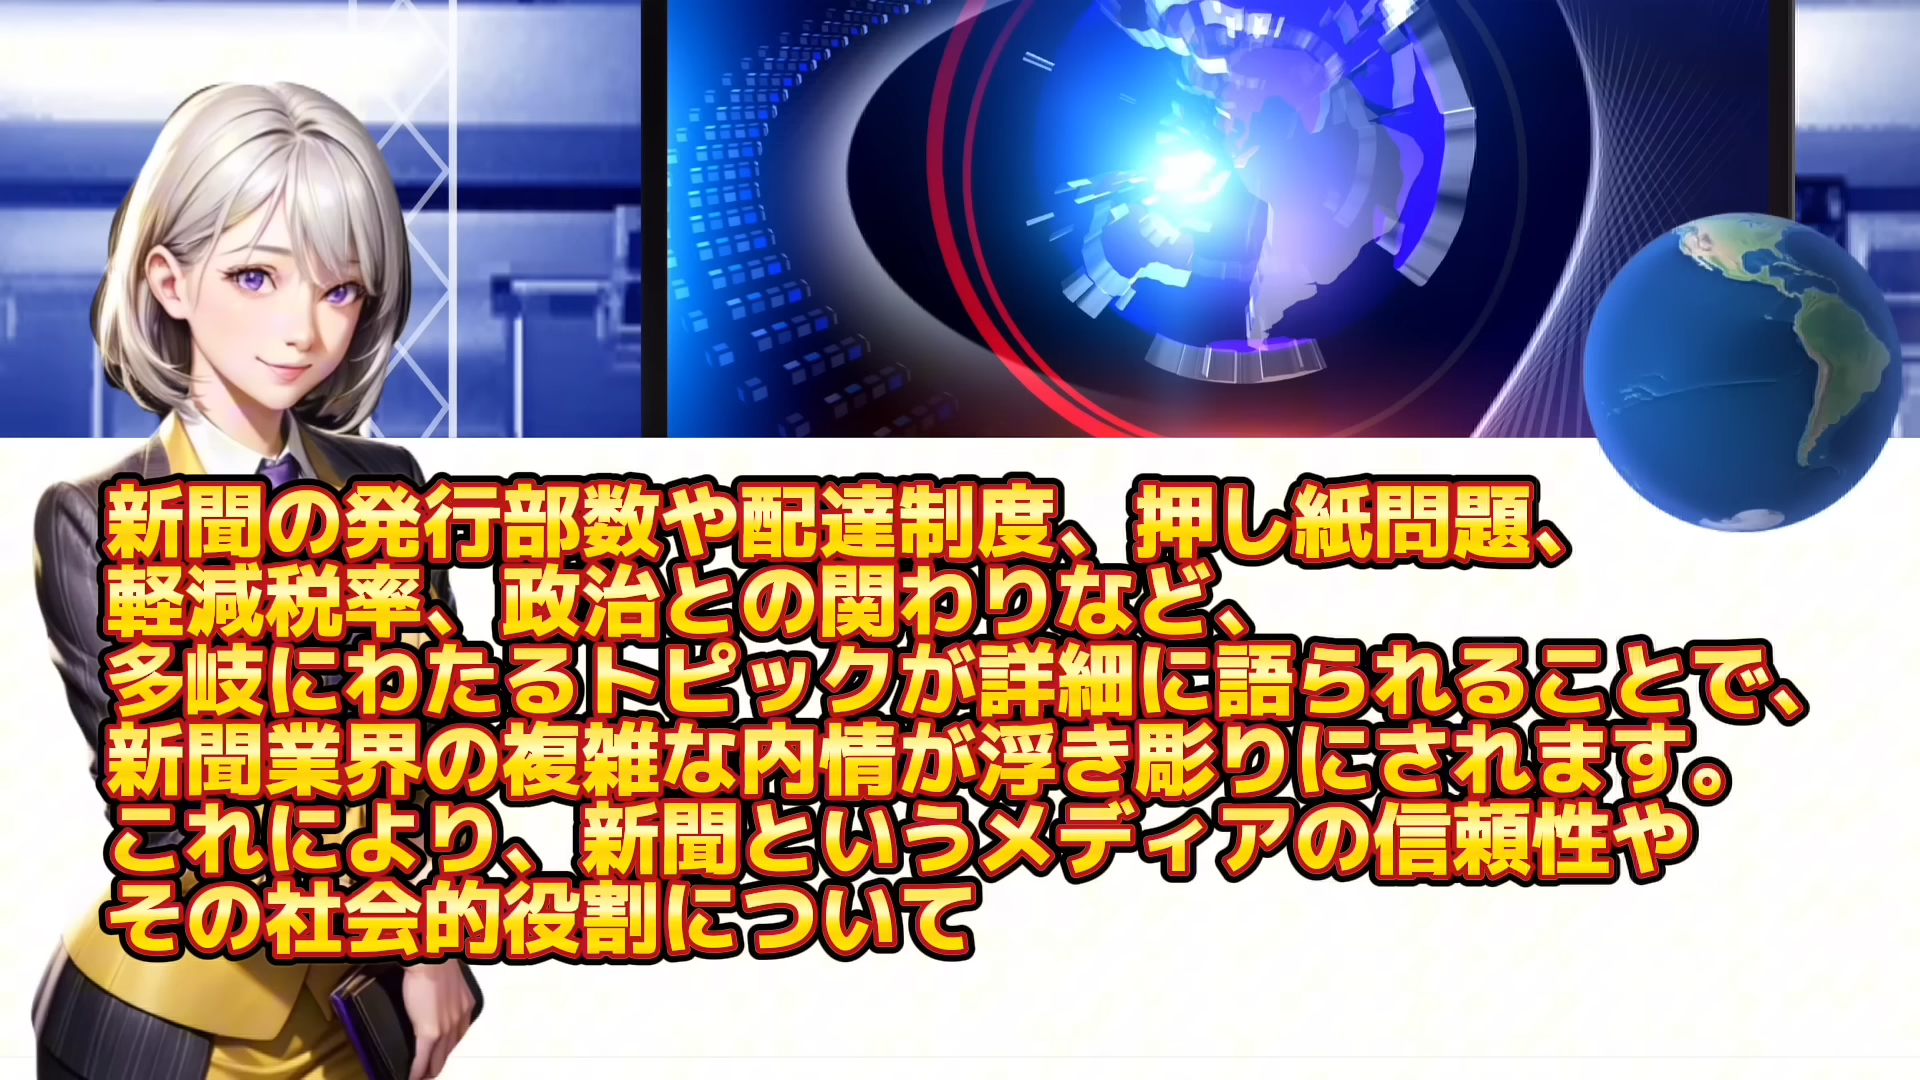 新聞の発行部数や配達制度、押し紙問題、
軽減税率、政治との関わりなど、
多岐にわたるトピックが詳細に語られることで、
新聞業界の複雑な内情が浮き彫りにされます。
これにより、新聞というメディアの信頼性や
その社会的役割について